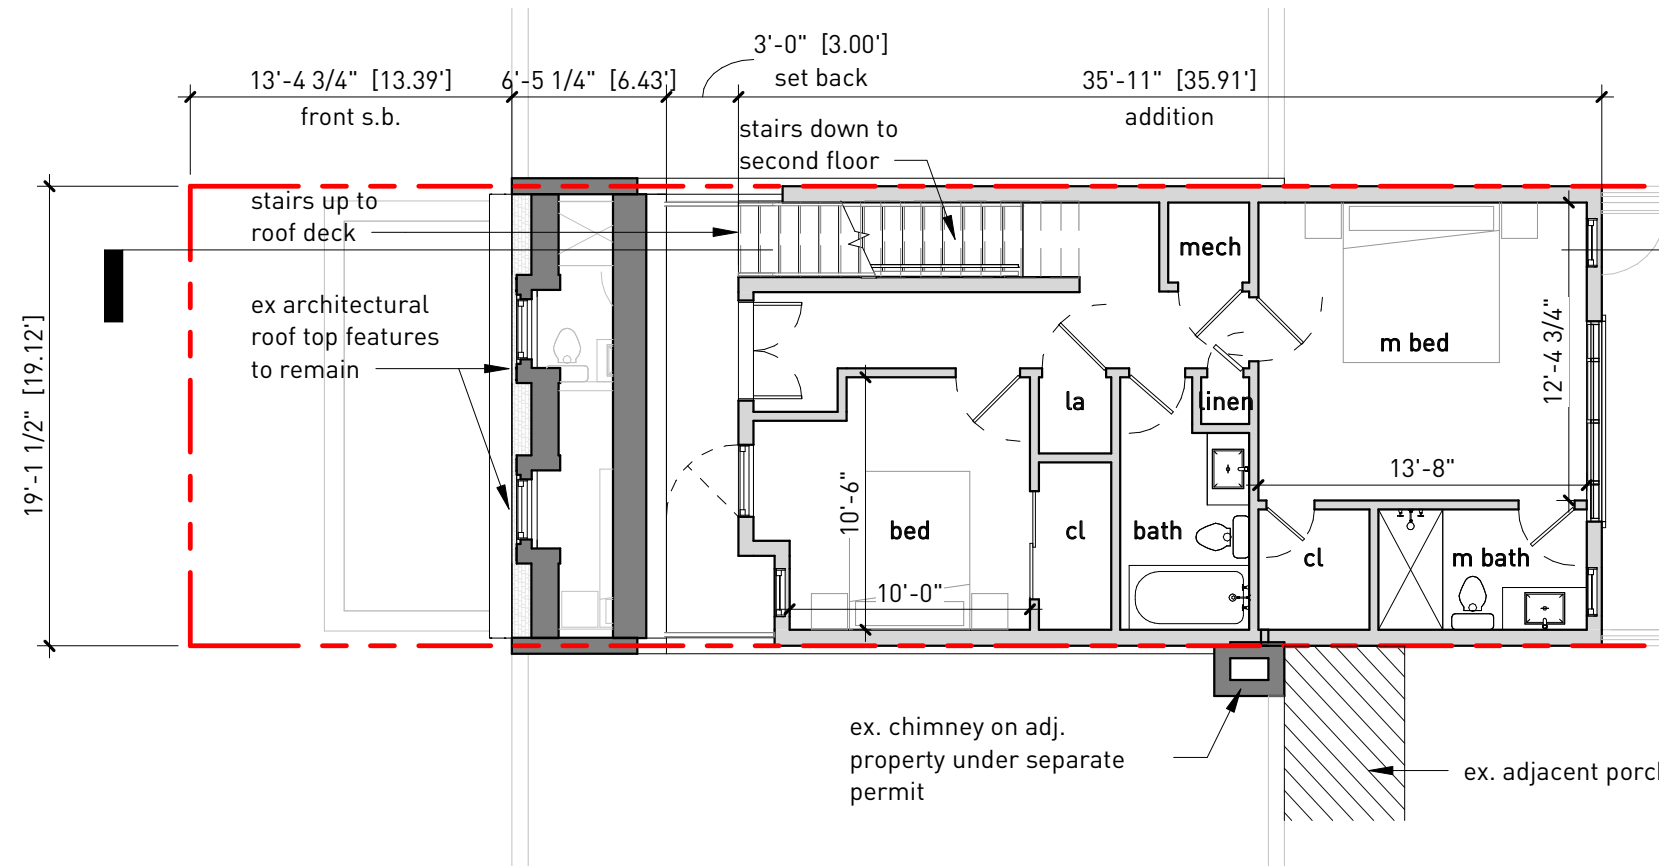 3'-0" [3.00']
set back
13'-4 3/4" [13.39']
front s.b.
6'-5 1/4" [6.43']
35'-11" [35.91']
addition
stairs down to
second floor
stairs up to
roof deck
mech
ex architectural
roof top features
to remain
19'-1 1/2" [19.12']
m bed
12'-4 3/4"
la
linen
13'-8"
10'-6"
bed
cl
bath
cl
m bath
10'-0"
ex. chimney on adj.
property under separate
permit
ex. adjacent porc